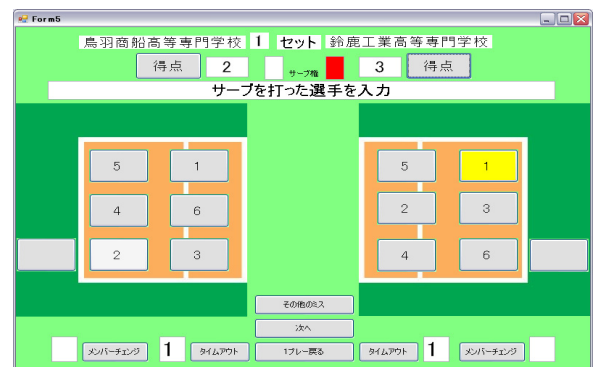 Form5
鳥羽商船高等専門学校 1 セット 鈴鹿工業高等専門学校
得点 2 サーブ権 3 得点
サーブを打った選手を入力
5 1 5 1
4 6 2 3
2 3 4 6
その他のミス
次へ
メンバーチェンジ 1 タイムアウト 1プレー戻る タイムアウト 1 メンバーチェンジ